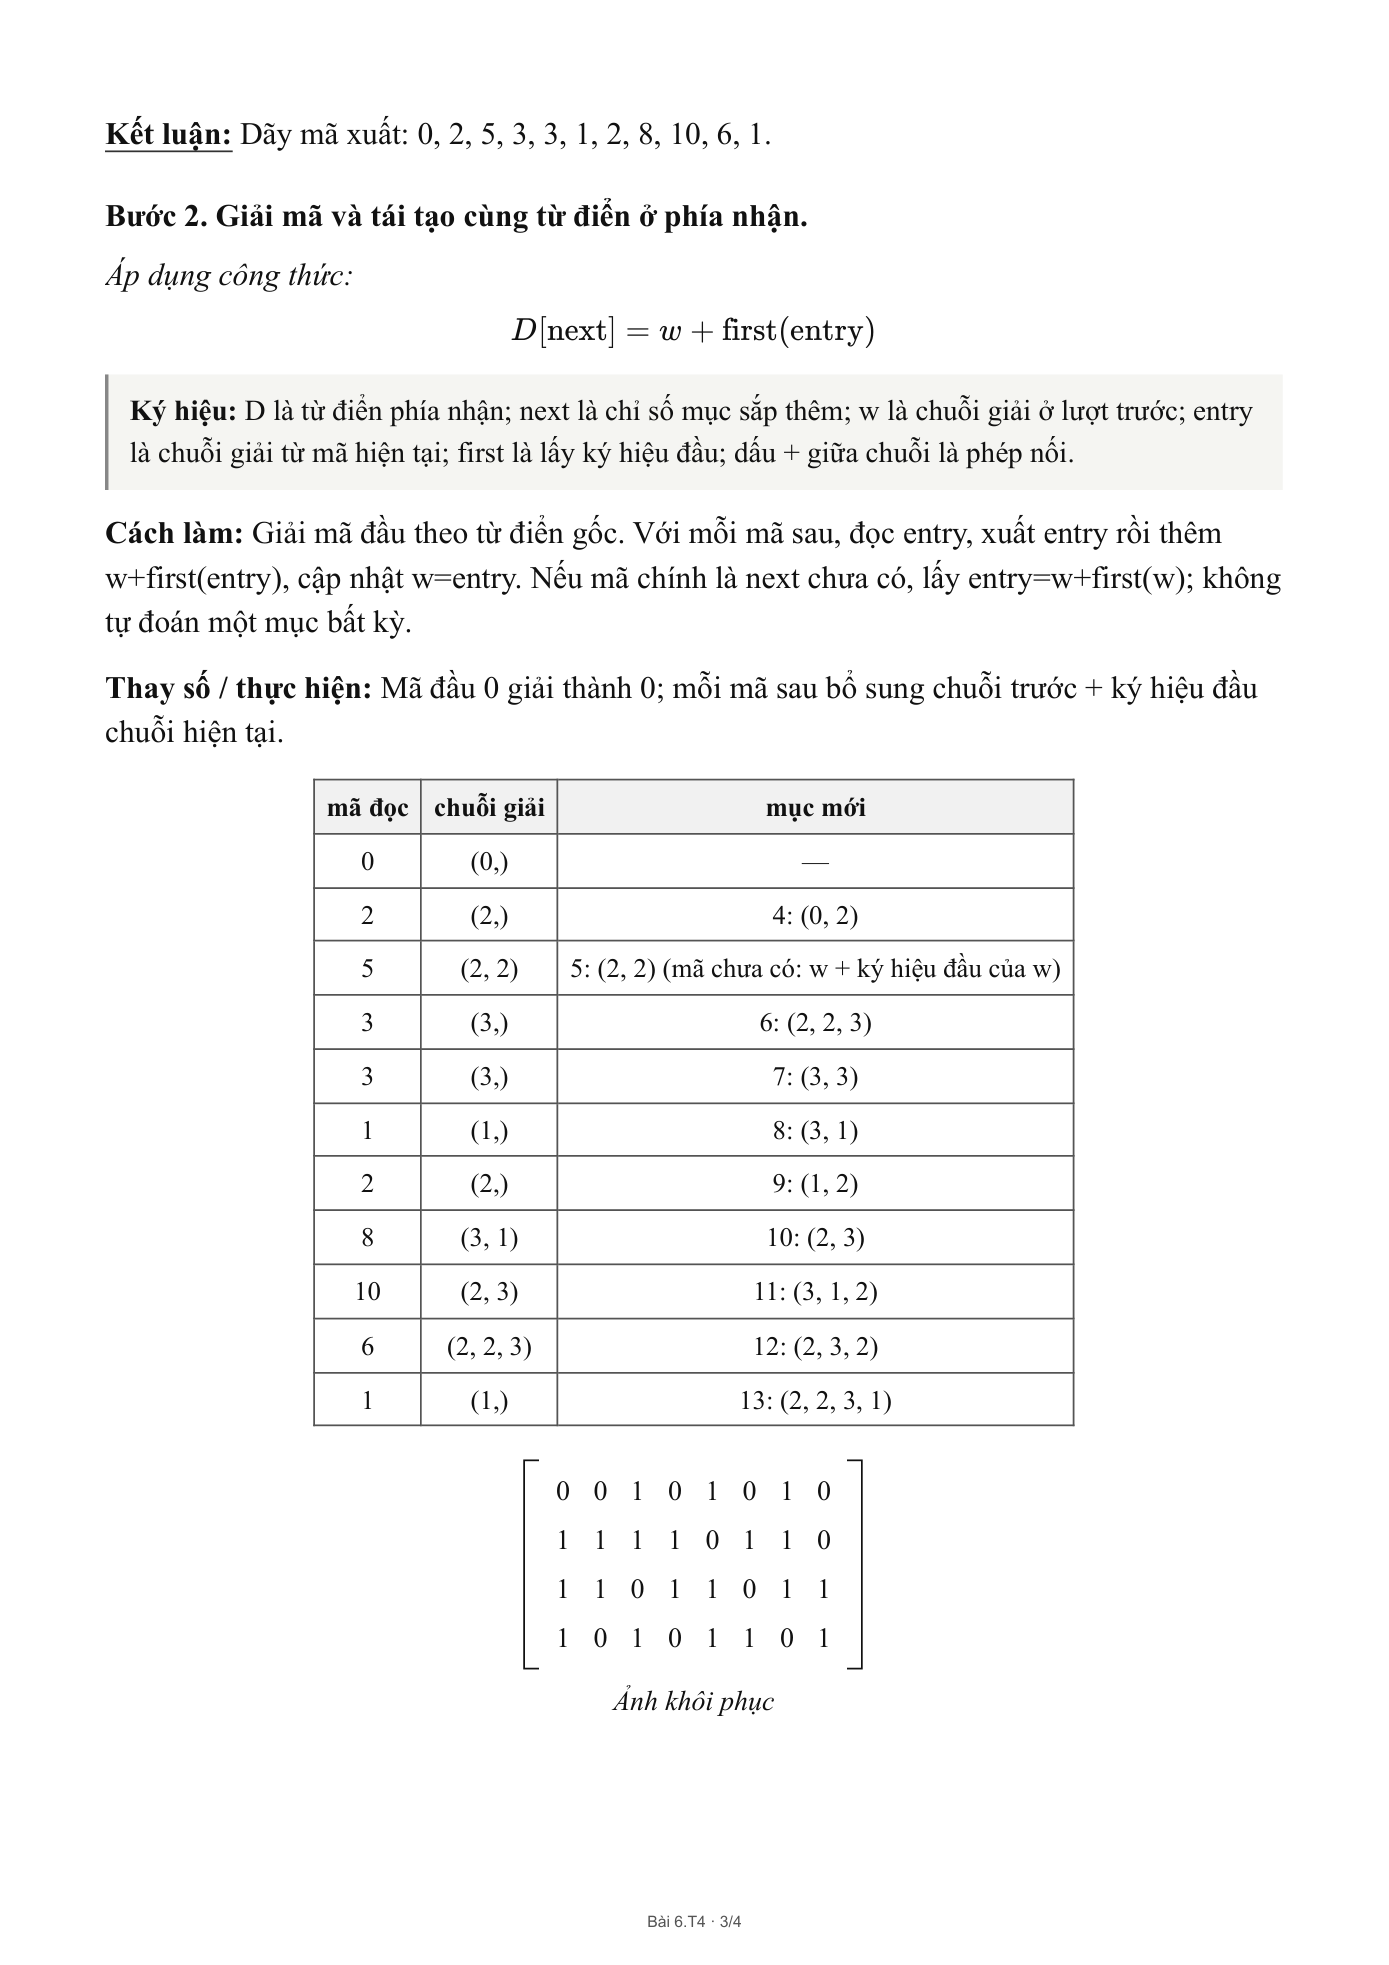 Kết luận: Dãy mã xuất: 0, 2, 5, 3, 3, 1, 2, 8, 10, 6, 1.
Bước 2. Giải mã và tái tạo cùng từ điển ở phía nhận.
Áp dụng công thức:
D[next] = w + first(entry)
Ký hiệu: D là từ điển phía nhận; next là chỉ số mục sắp thêm; w là chuỗi giải ở lượt trước; entry
là chuỗi giải từ mã hiện tại; first là lấy ký hiệu đầu; dấu + giữa chuỗi là phép nối.
Cách làm: Giải mã đầu theo từ điển gốc. Với mỗi mã sau, đọc entry, xuất entry rồi thêm
w+first(entry), cập nhật w=entry. Nếu mã chính là next chưa có, lấy entry=w+first(w); không
tự đoán một mục bất kỳ.
Thay số / thực hiện: Mã đầu 0 giải thành 0; mỗi mã sau bổ sung chuỗi trước + ký hiệu đầu
chuỗi hiện tại.
mã đọc chuỗi giải mục mới
0 (0,) —
2 (2,) 4: (0, 2)
5 (2, 2) 5: (2, 2) (mã chưa có: w + ký hiệu đầu của w)
3 (3,) 6: (2, 2, 3)
3 (3,) 7: (3, 3)
1 (1,) 8: (3, 1)
2 (2,) 9: (1, 2)
8 (3, 1) 10: (2, 3)
10 (2, 3) 11: (3, 1, 2)
6 (2, 2, 3) 12: (2, 3, 2)
1 (1,) 13: (2, 2, 3, 1)
0 0 1 0 1 0 1 0
1 1 1 1 0 1 1 0
1 1 0 1 1 0 1 1
1 0 1 0 1 1 0 1
Ảnh khôi phục
Bài 6.T4 · 3/4